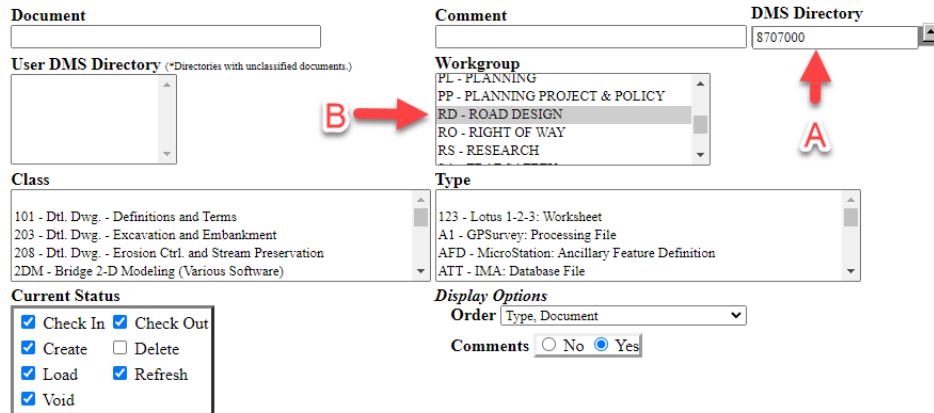 Document Comment DMS Directory
8707000
User DMS Directory (*Directories with unclassified documents.) Workgroup
PL - PLANNING
PP - PLANNING PROJECT & POLICY
B RD - ROAD DESIGN A
RO - RIGHT OF WAY
RS - RESEARCH
Class Type
101 - Dtl. Dwg. - Definitions and Terms 123 - Lotus 1-2-3: Worksheet
203 - Dtl. Dwg. - Excavation and Embankment A1 - GPSurvey: Processing File
208 - Dtl. Dwg. - Erosion Ctrl. and Stream Preservation AFD - MicroStation: Ancillary Feature Definition
2DM - Bridge 2-D Modeling (Various Software) ATT - IMA: Database File
Current Status Display Options
Check In Check Out Order Type, Document
Create Delete Comments No Yes
Load Refresh
Void